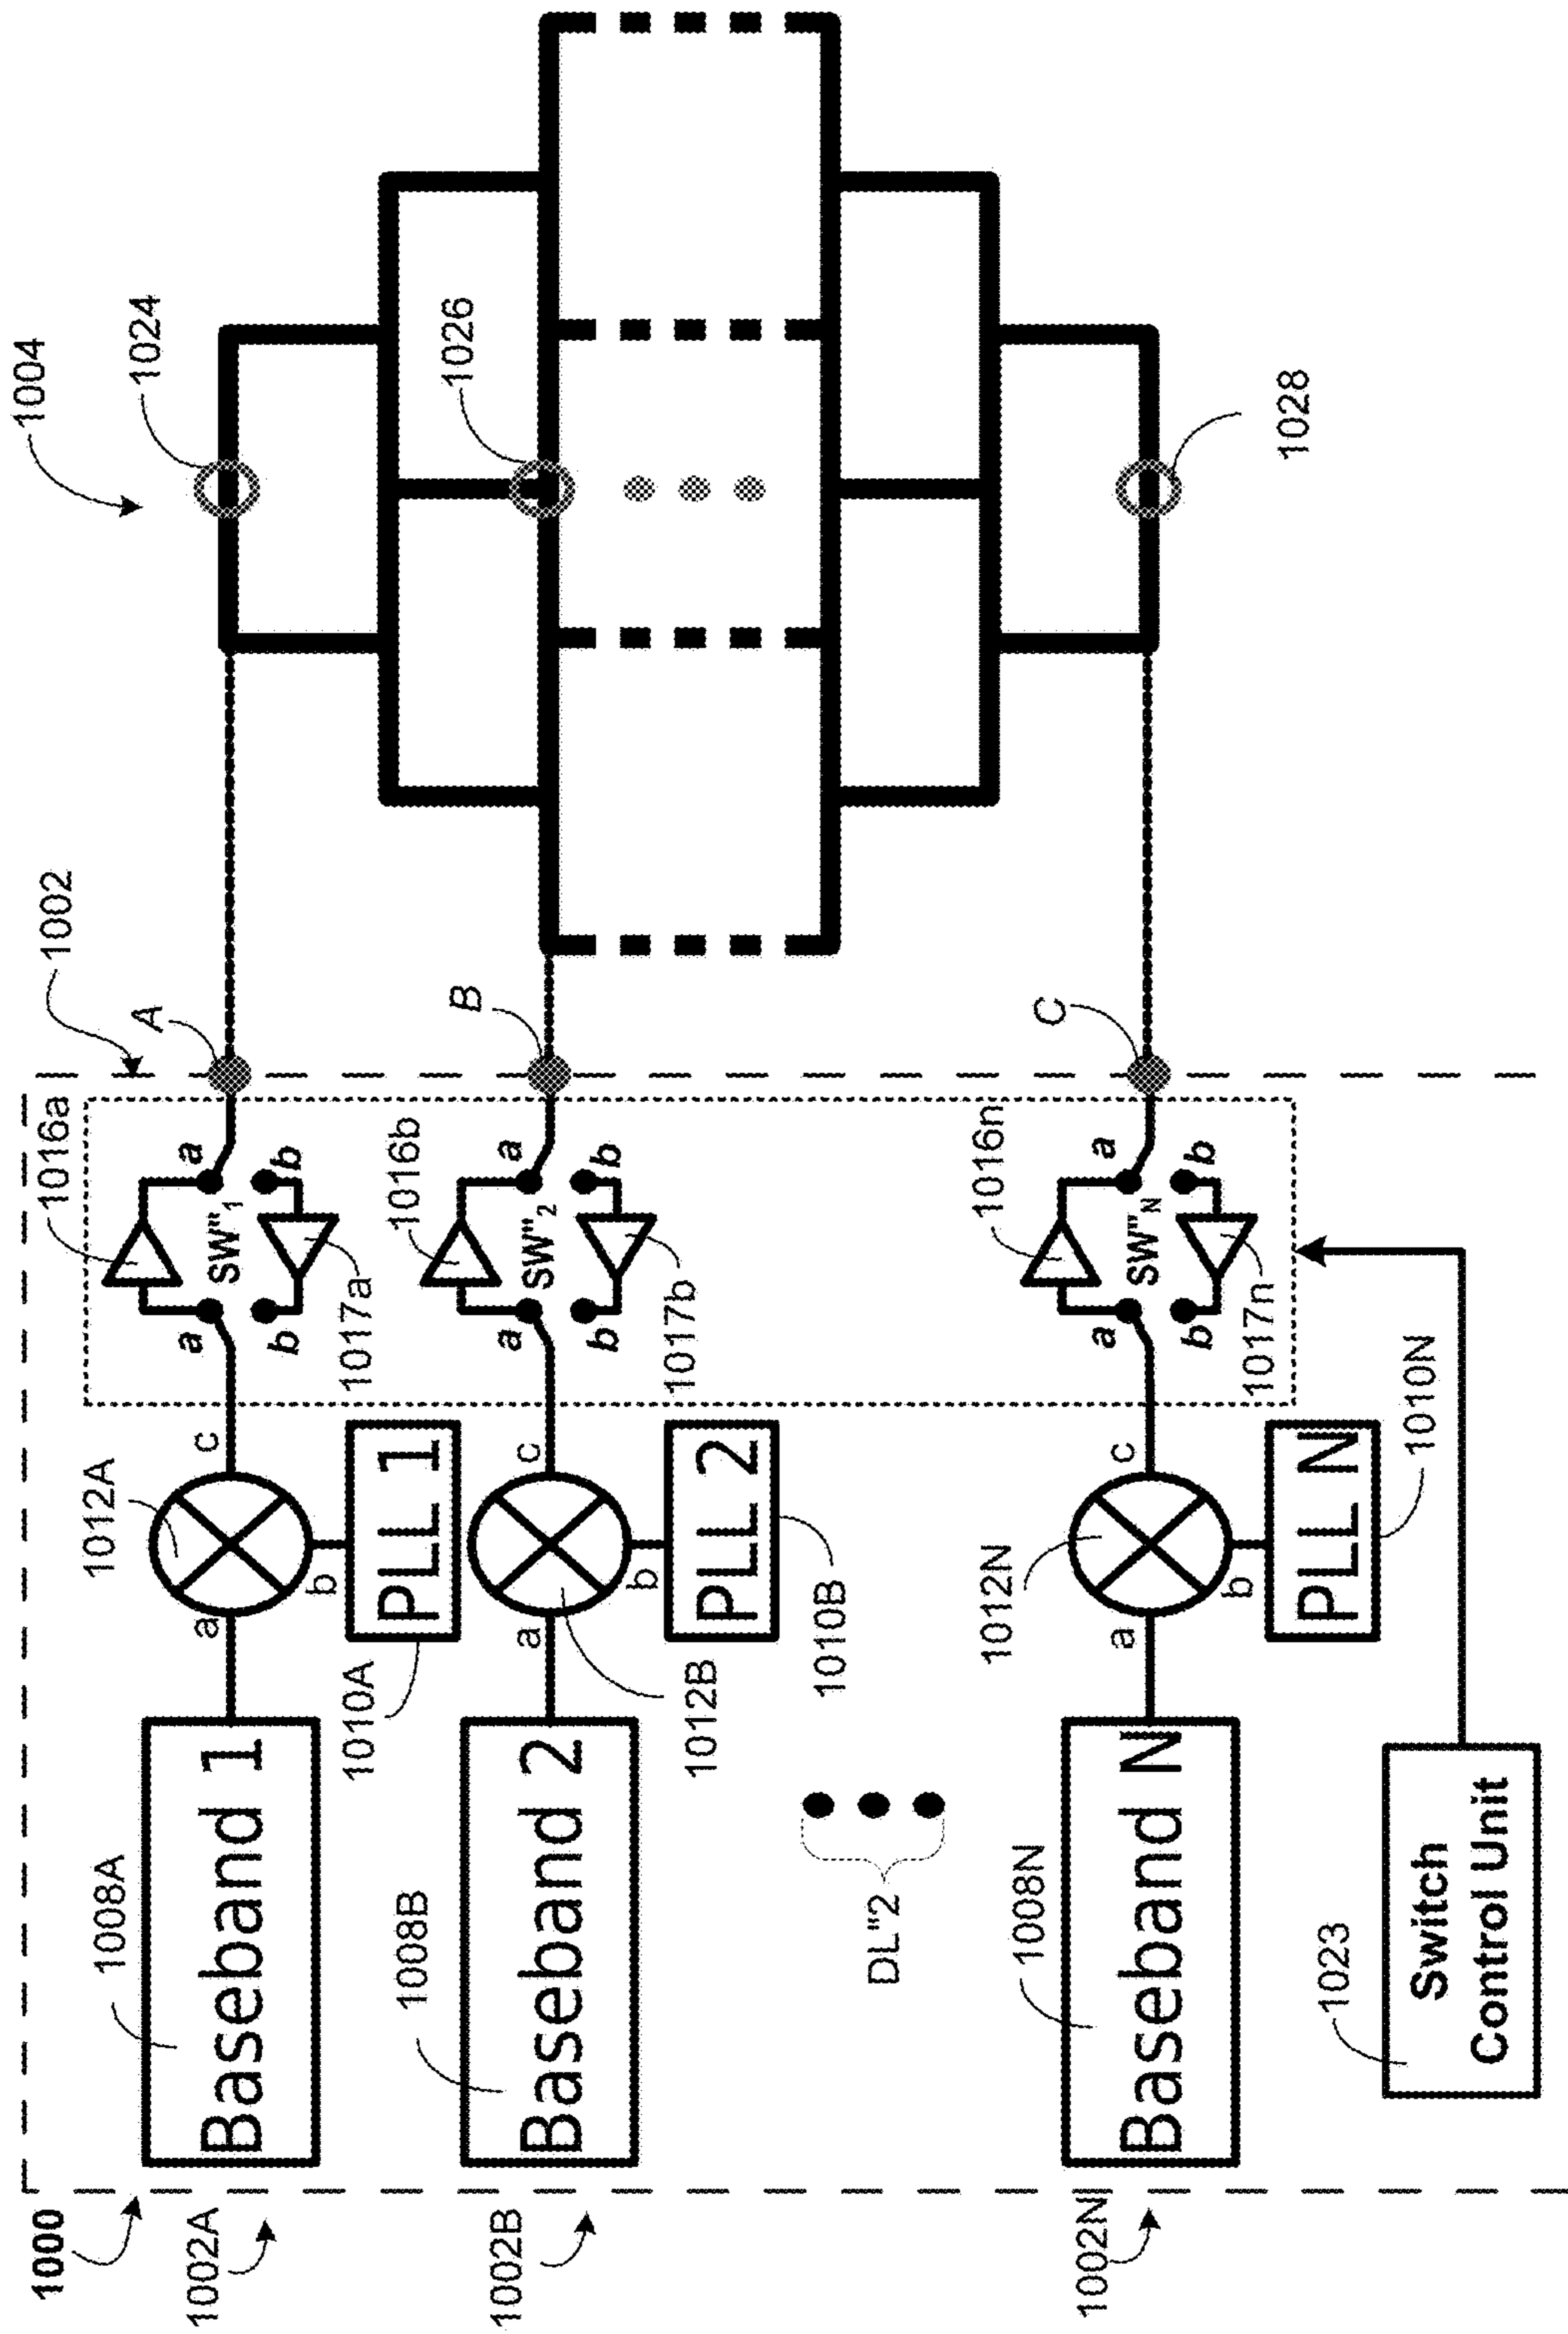 1000
1002
1004
1002A
1008A
Baseband 1
a
1012A
c
b
PLL 1
1010A
1016a
a
a
SW"1
b
b
1017a
A
1024
1002B
1008B
Baseband 2
a
1012B
c
b
PLL 2
1010B
1016b
a
a
SW"2
b
b
1017b
B
1026
DL"2
1002N
1008N
Baseband N
a
1012N
c
b
PLL N
1010N
1016n
a
a
SW"N
b
b
1017n
C
1028
1023
Switch
Control Unit